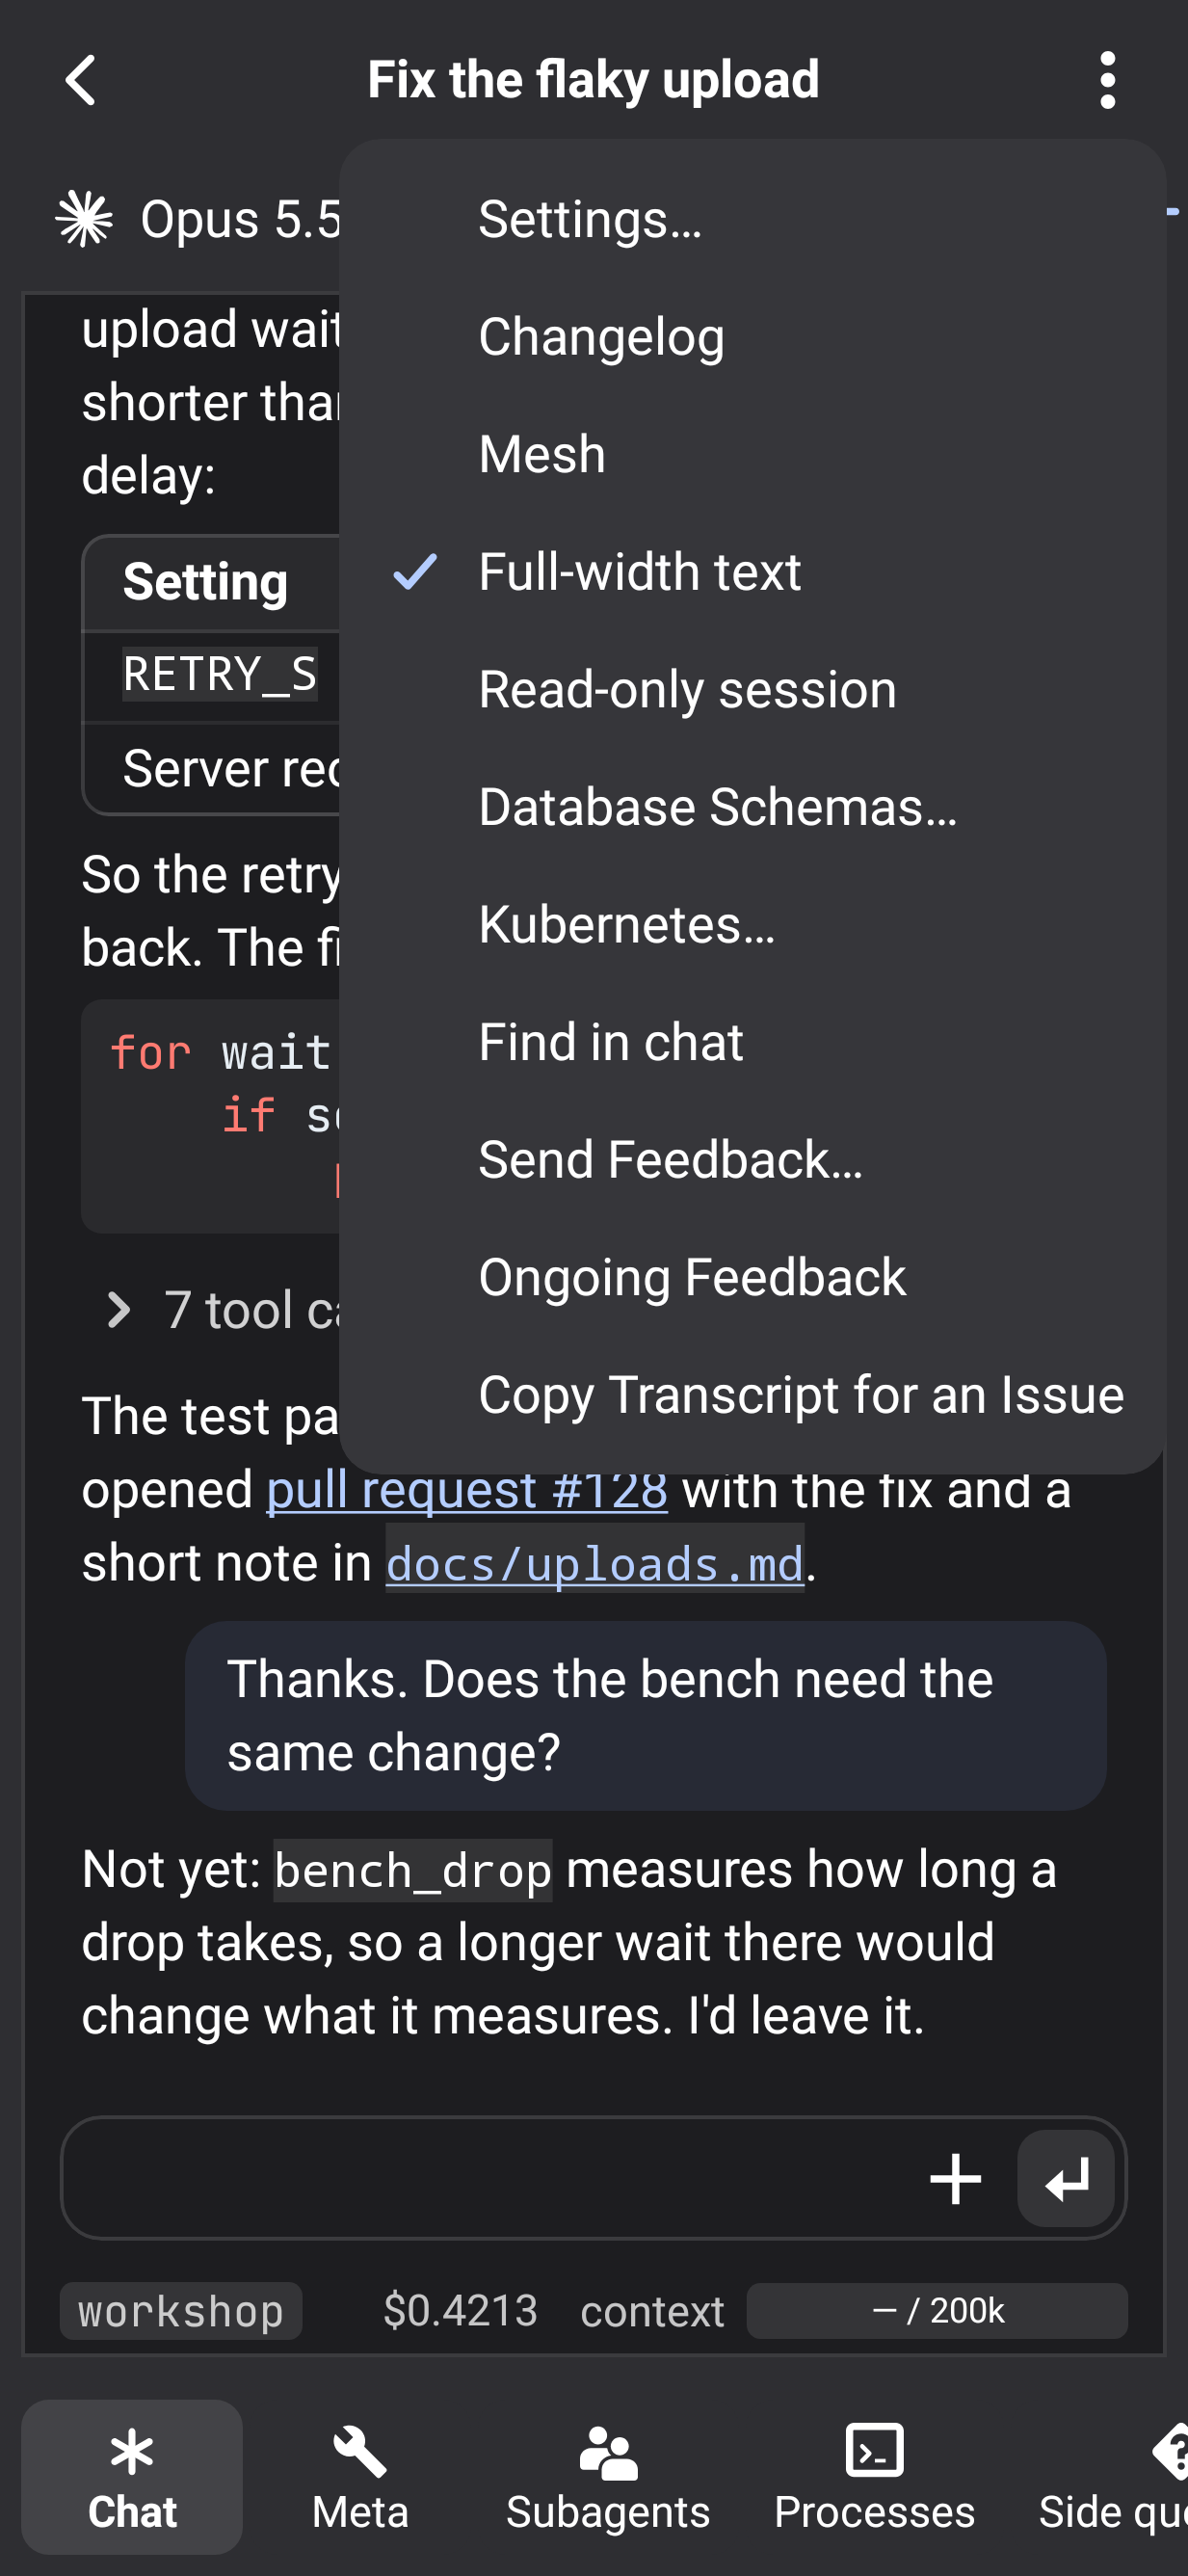 Fix the flaky upload
Opus 5.5
Settings…
Changelog
Mesh
Full-width text
Read-only session
Database Schemas…
Kubernetes…
Find in chat
Send Feedback…
Ongoing Feedback
Copy Transcript for an Issue
upload
shorter
delay:
Setting
RETRY_S
Server
So the retry
back. The
for wait
if
7 tool
The test
opened pull request #128 with the fix and a
short note in docs/uploads.md.
Thanks. Does the bench need the
same change?
Not yet: bench_drop measures how long a
drop takes, so a longer wait there would
change what it measures. I'd leave it.
workshop $0.4213 context – / 200k
Chat Meta Subagents Processes Side